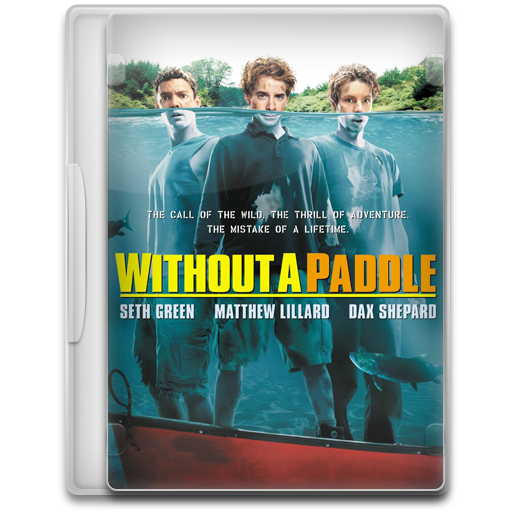 THE CALL OF THE WILD. THE THRILL OF ADVENTURE.
THE MISTAKE OF A LIFETIME.
WITHOUT A PADDLE
SETH GREEN MATTHEW LILLARD DAX SHEPARD